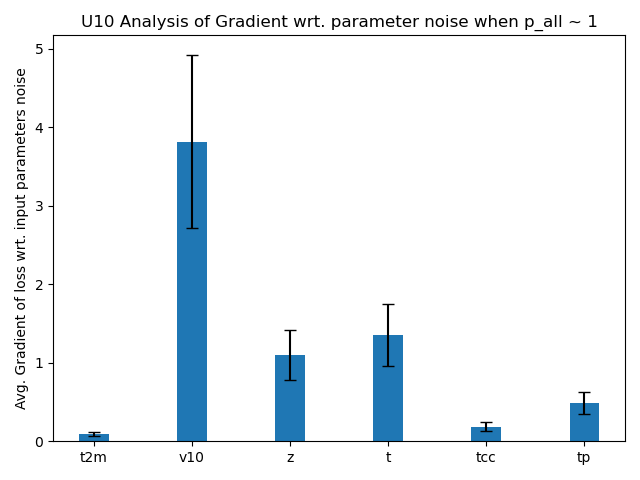 U10 Analysis of Gradient wrt. parameter noise when p_all ~ 1
Avg. Gradient of loss wrt. input parameters noise
5
4
3
2
1
0
t2m v10 z t tcc tp